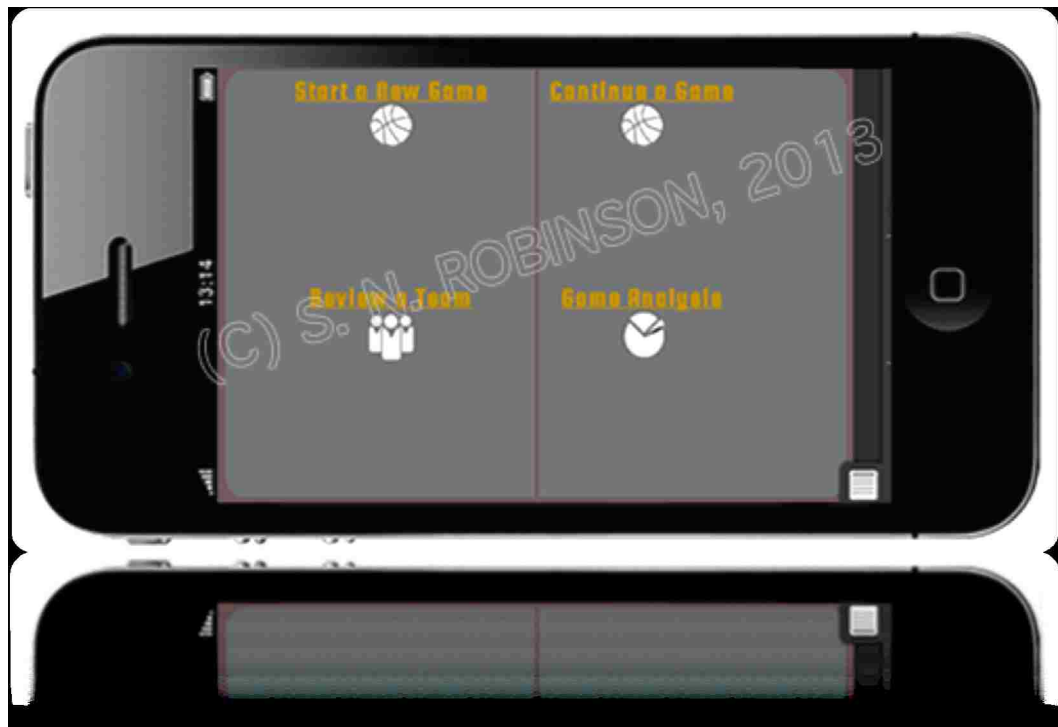 Start a New Game
Continue a Game
(C) S. N. ROBINSON, 2013
13:14
Review a Team
Game Analysis